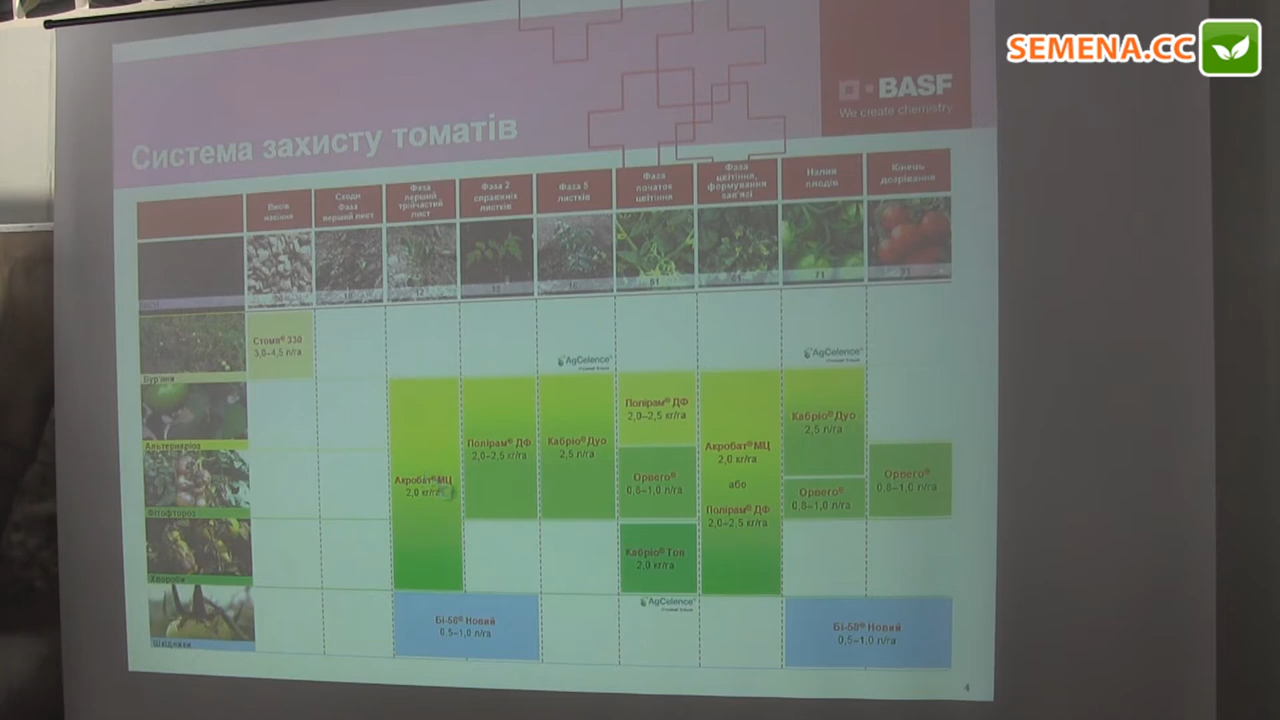 SEMENA.CC
BASF
We create chemistry
Система захисту томатів
Висів
насіння
Сходи
Фаза
перший лист
Фаза
перший
трійчастий
лист
Фаза 2
справжніх
листків
Фаза 5
листків
Фаза
початок
цвітіння
Фаза
цвітіння,
формування
зав'язі
Налив
плодів
Кінець
дозрівання
12
51
61
71
Бур'яни
Альтернаріоз
Фітофтороз
Хвороби
Шкідники
Стомп® 330
3,0–4,5 л/га
Акробат® МЦ
2,0 кг/га
Полірам® ДФ
2,0–2,5 кг/га
AgCelence®
Кабріо® Дуо
2,5 л/га
Полірам® ДФ
2,0–2,5 кг/га
Орвего®
0,8–1,0 л/га
Кабріо® Топ
2,0 кг/га
AgCelence®
Акробат® МЦ
2,0 кг/га
або
Полірам® ДФ
2,0–2,5 кг/га
AgCelence®
Кабріо® Дуо
2,5 л/га
Орвего®
0,8–1,0 л/га
Орвего®
0,8–1,0 л/га
Бі-58® Новий
0,5–1,0 л/га
Бі-58® Новий
0,5–1,0 л/га
4